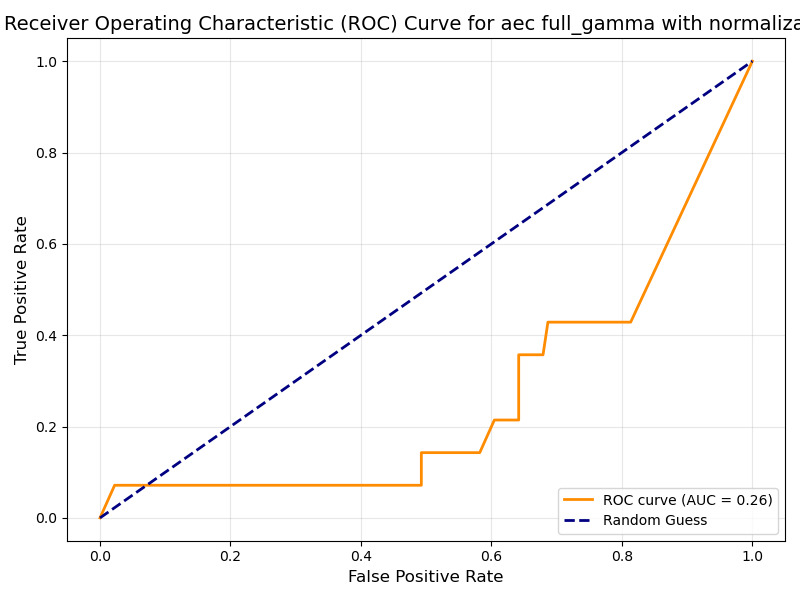 Receiver Operating Characteristic (ROC) Curve for aec full_gamma with normaliza
1.0
0.8
0.6
0.4
0.2
0.0
True Positive Rate
ROC curve (AUC = 0.26)
Random Guess
0.0 0.2 0.4 0.6 0.8 1.0
False Positive Rate